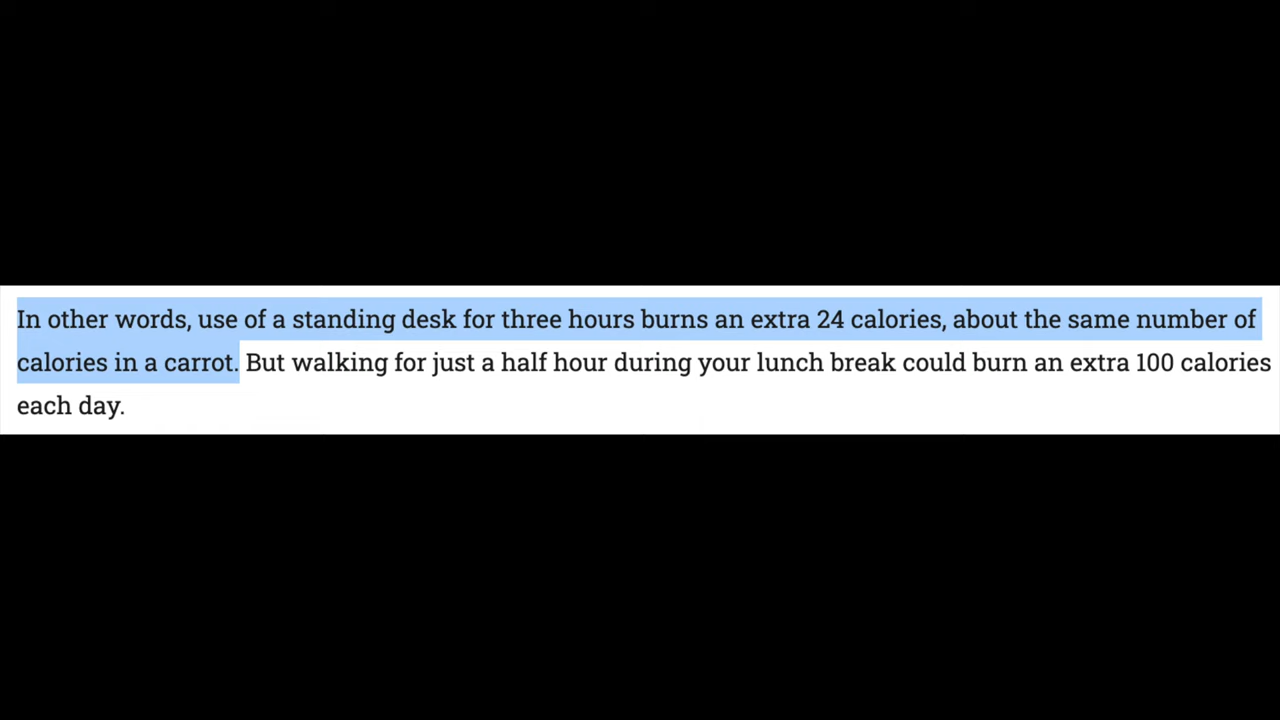 In other words, use of a standing desk for three hours burns an extra 24 calories, about the same number of
calories in a carrot. But walking for just a half hour during your lunch break could burn an extra 100 calories
each day.